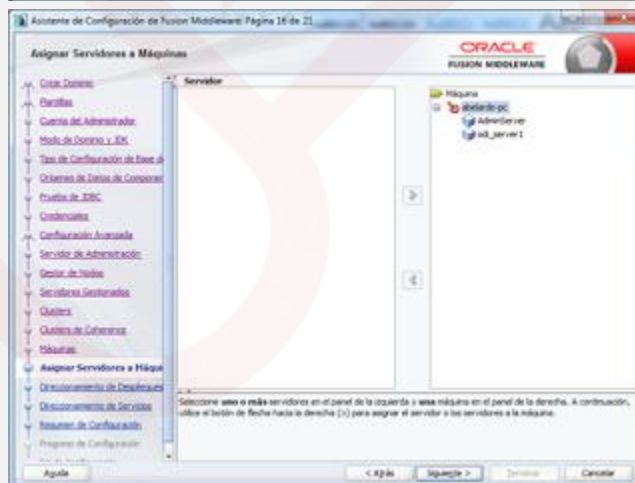 Asistente de Configuración de Fusion Middleware: Página 16 de 21
Asignar Servidores a Máquinas
ORACLE
FUSION MIDDLEWARE
Crear Dominio
Plantillas
Cuenta del Administrador
Modo de Dominio y JDK
Tipo de Configuración de Base d
Orígenes de Datos de Componen
Prueba de JDBC
Credenciales
Configuración Avanzada
Servidor de Administración
Gestor de Nodos
Servidores Gestionados
Clusters
Clusters de Coherence
Máquinas
Asignar Servidores a Máqui
Direccionamiento de Despliegues
Direccionamiento de Servicios
Resumen de Configuración
Progreso de Configuración
Servidor
Máquina
abelardo-pc
AdminServer
odi_server1
Seleccione uno o más servidores en el panel de la izquierda y una máquina en el panel de la derecha. A continuación,
utilice el botón de flecha hacia la derecha (>) para asignar el servidor o los servidores a la máquina.
Ayuda
< Atrás
Siguiente >
Terminar
Cancelar